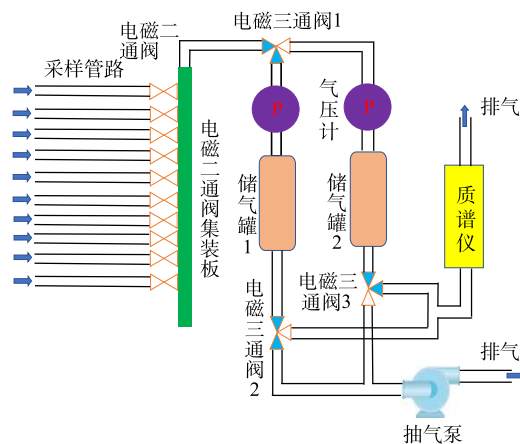 电磁二
通阀
电磁三通阀1
采样管路
P
P
气压计
排气
电磁二通阀集装板
储气罐1
储气罐2
质谱仪
电磁三
通阀3
电磁三通阀2
排气
抽气泵